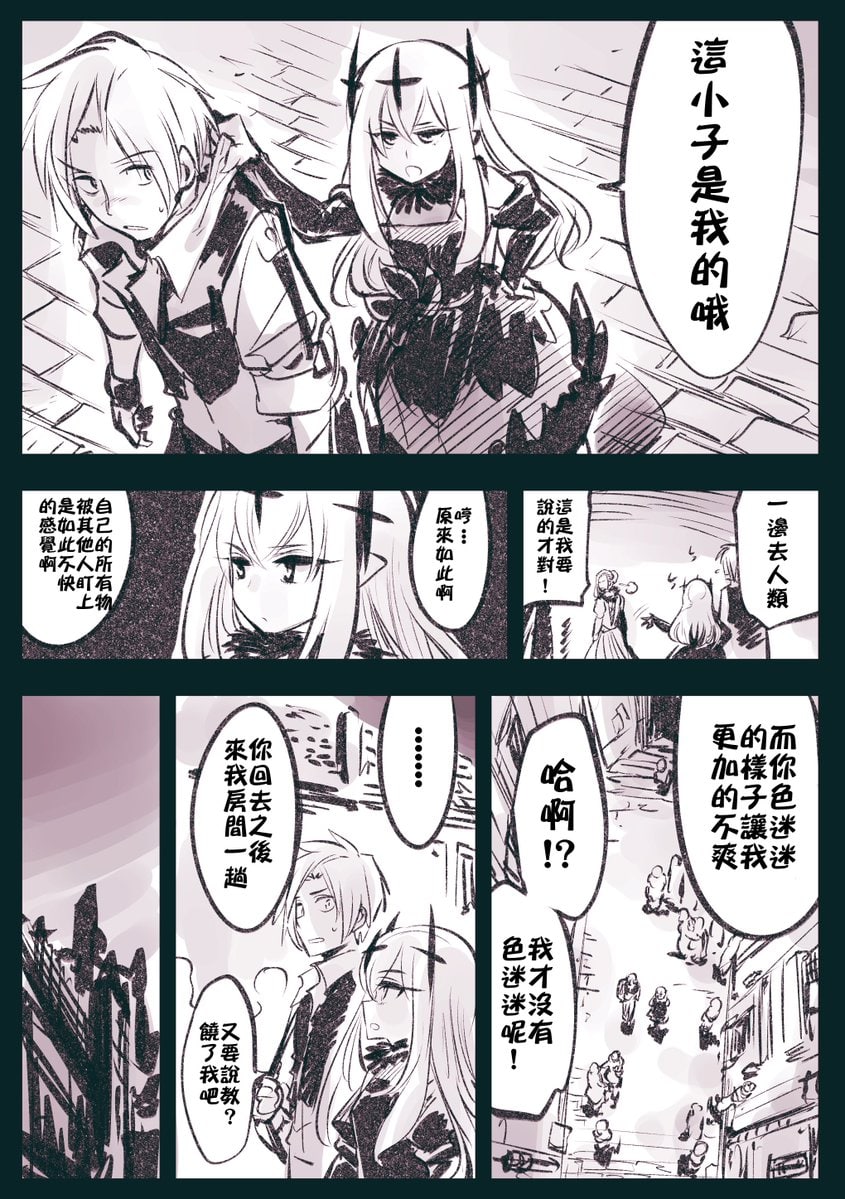 這小子是我的哦
一邊去人類
這是我要
說的才對！
哼…
原來如此啊
自己的所有物
被其他人盯上
是如此不快
的感覺啊
而你色迷迷
的樣子讓我
更加的不爽
哈啊!?
我才沒有
色迷迷呢！
………
你回去之後
來我房間一趟
又要說教？
饒了我吧